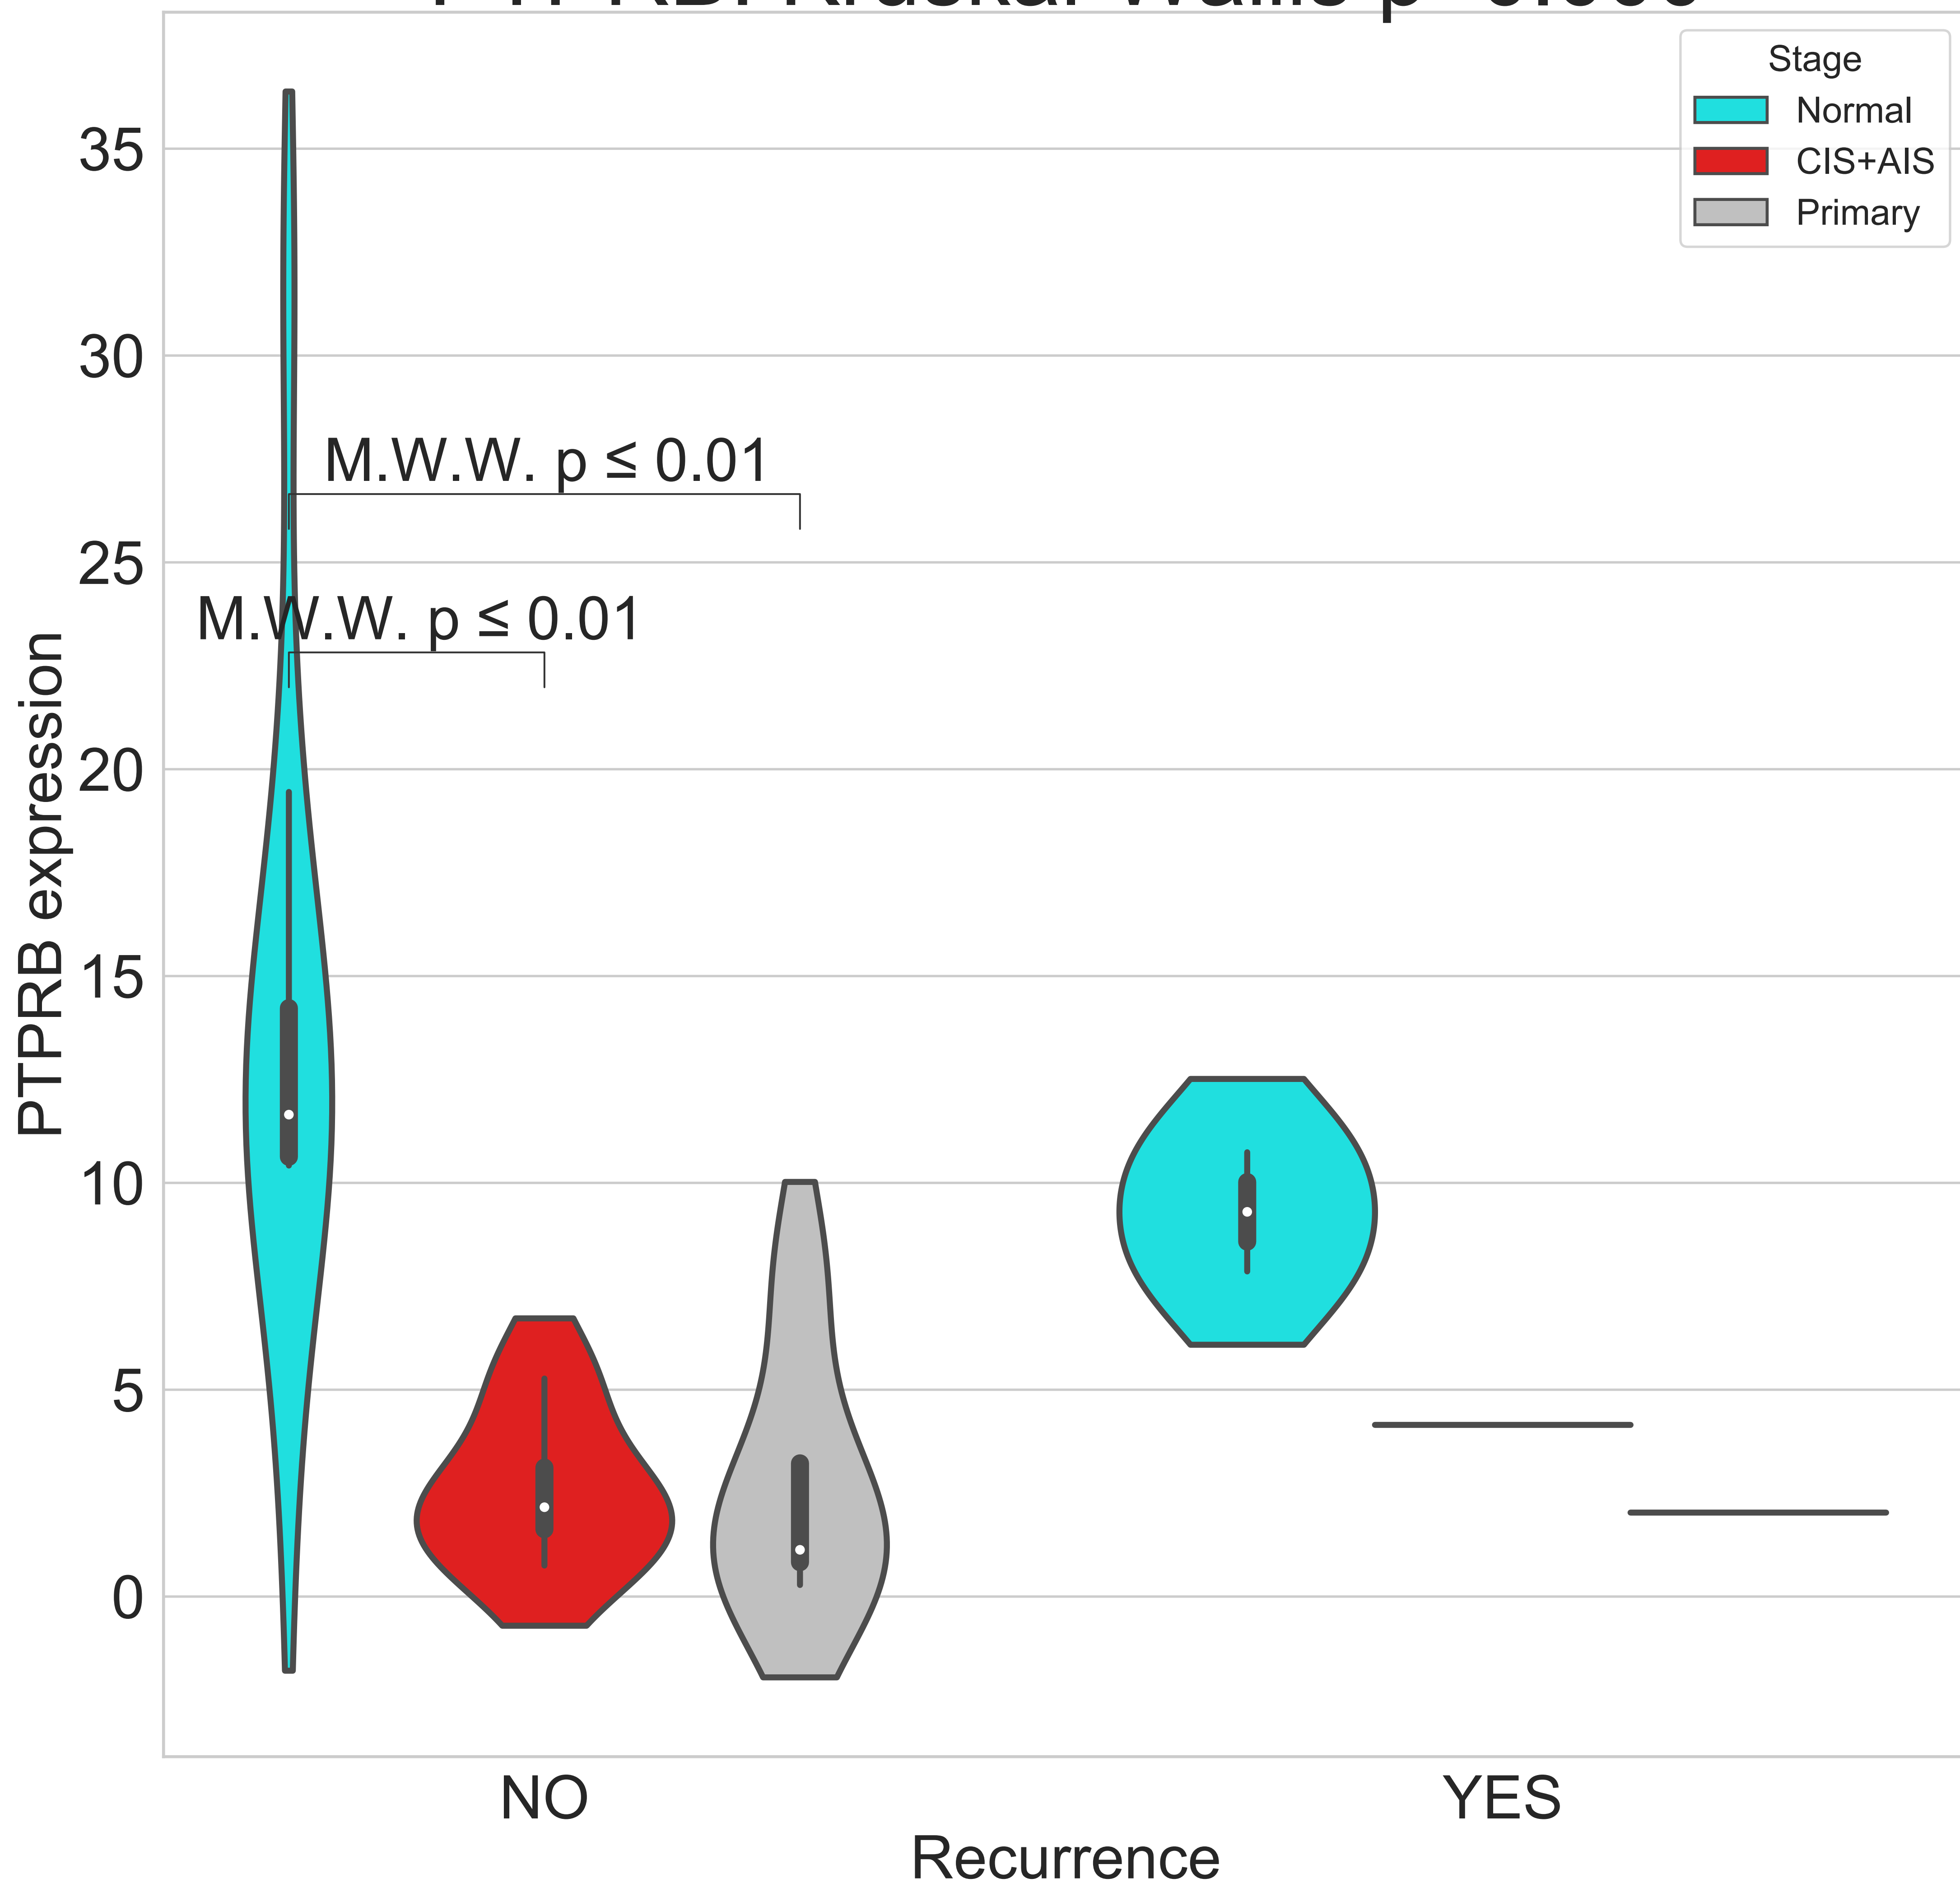 Stage
Normal
CIS+AIS
Primary
35
30
25
20
15
10
5
0
M.W.W. p ≤ 0.01
M.W.W. p ≤ 0.01
PTPRB expression
NO
YES
Recurrence